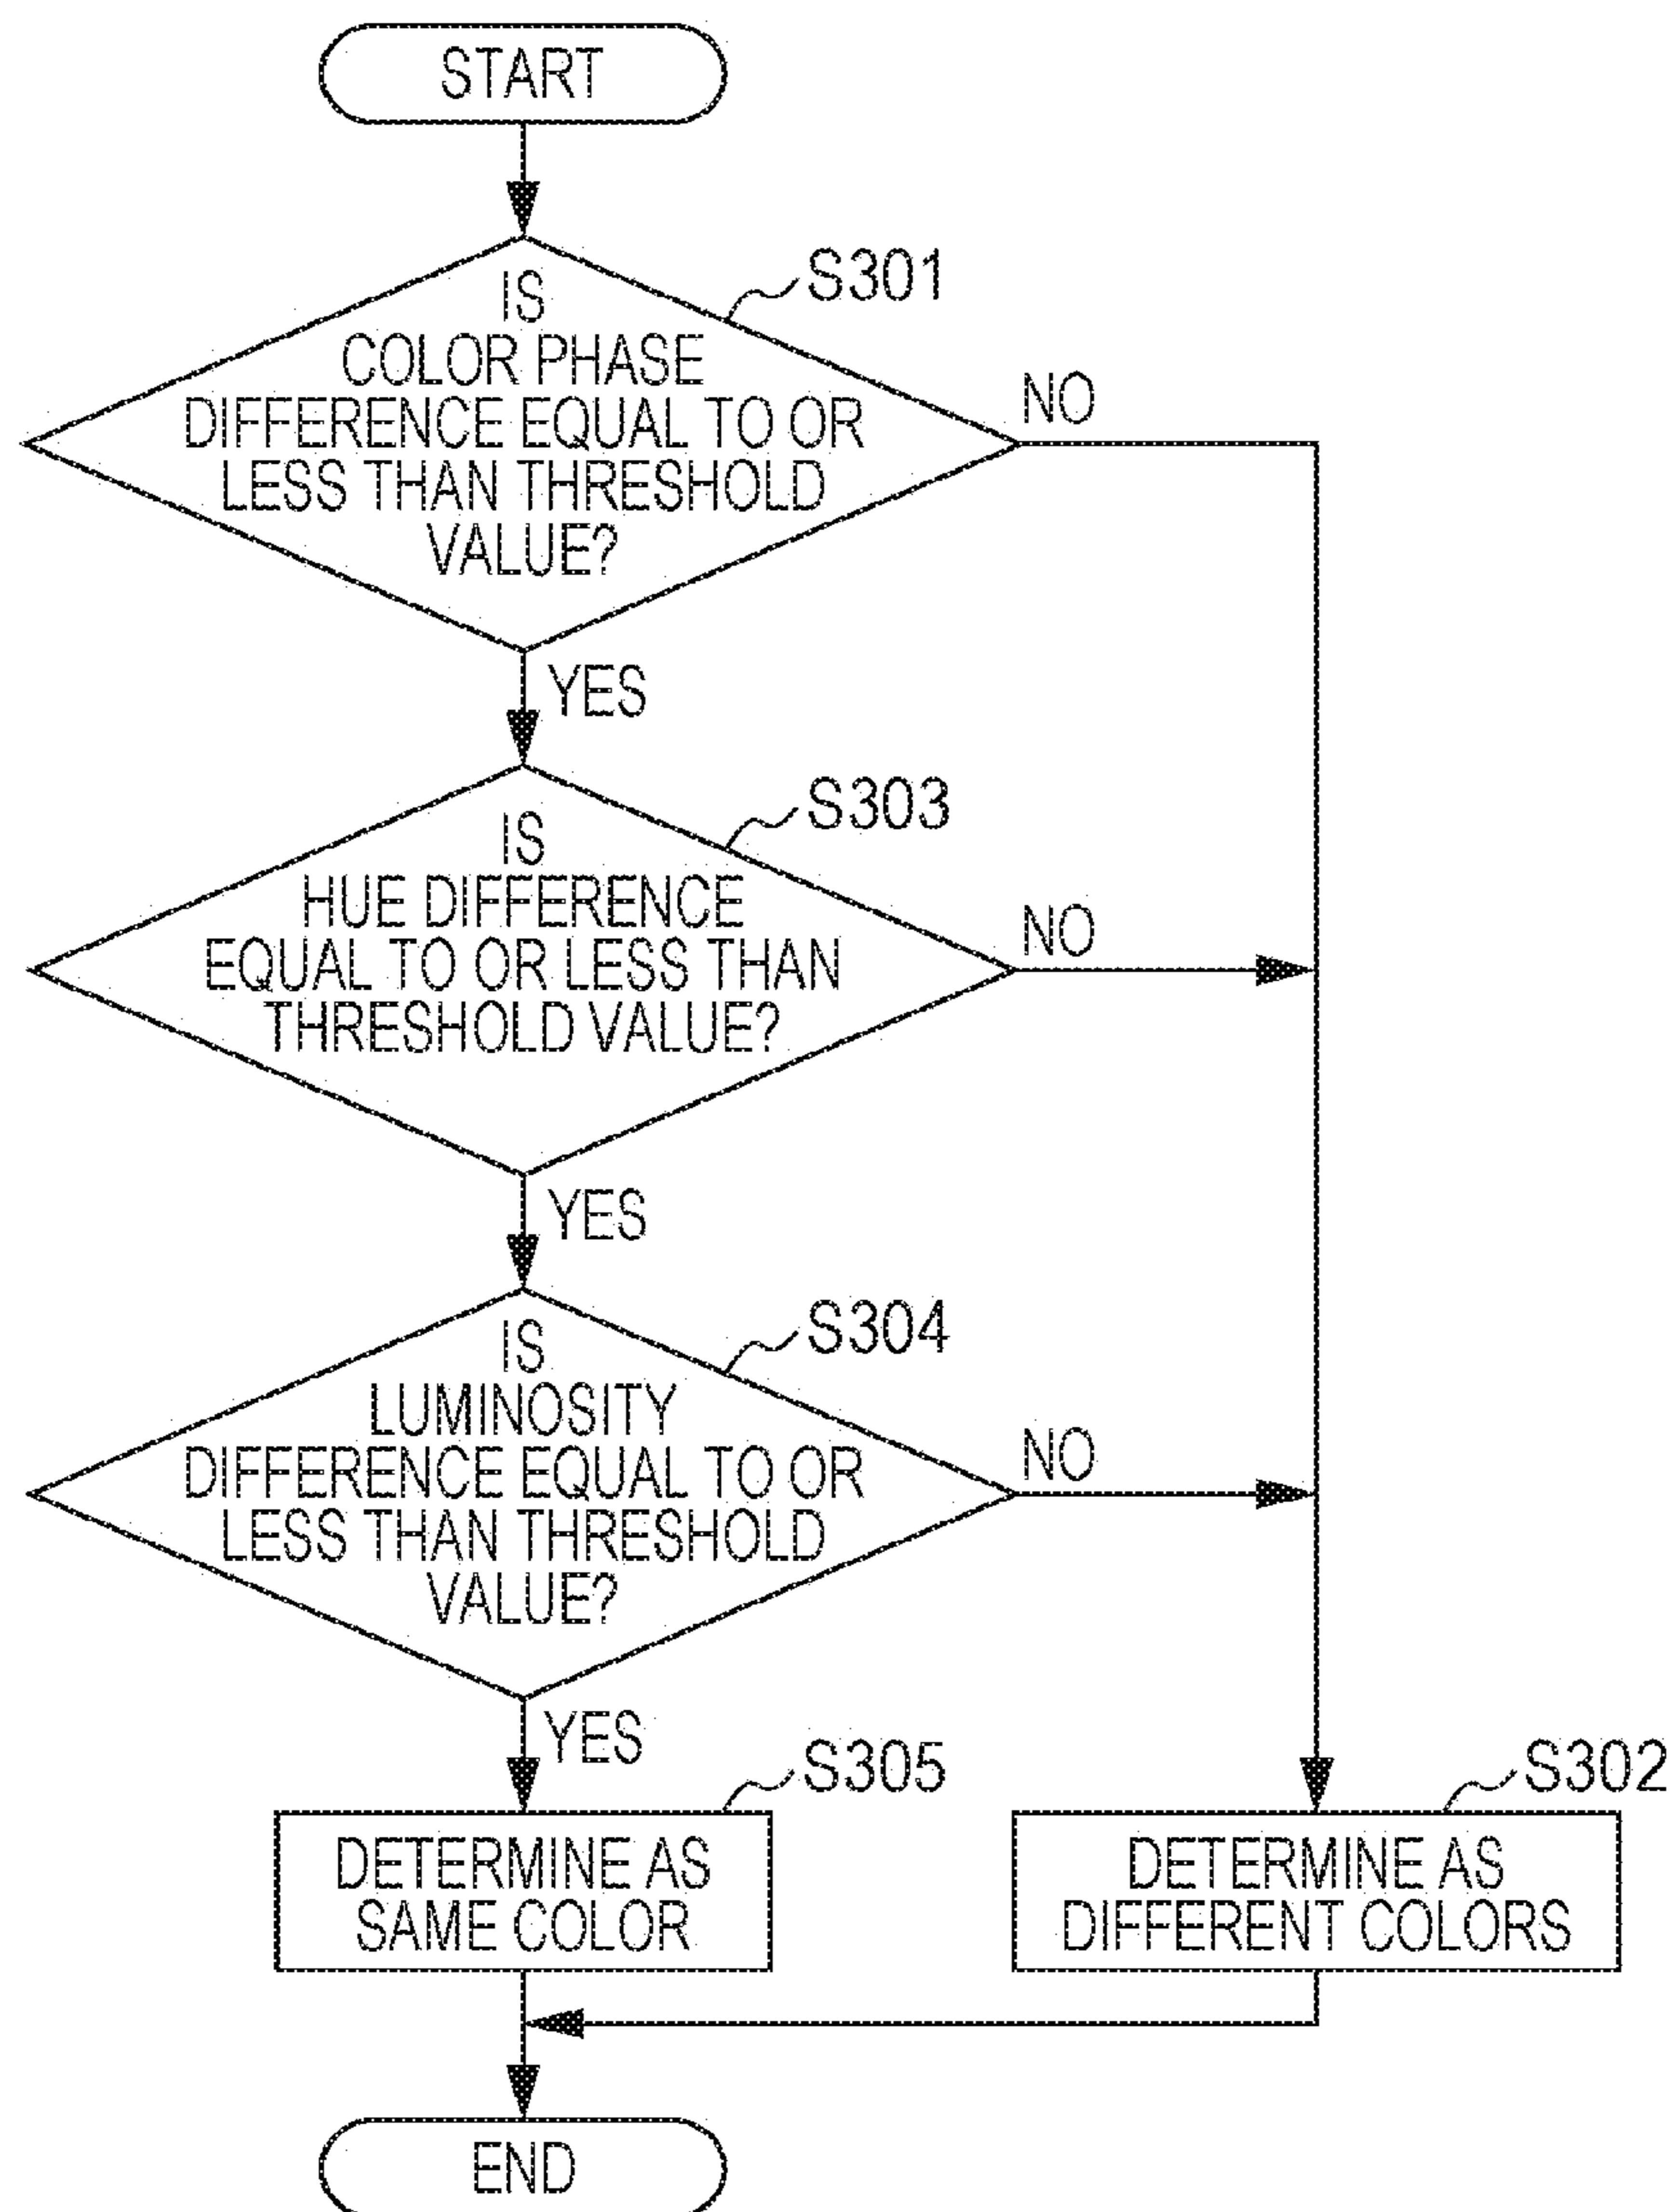 START
S301
IS
COLOR PHASE
DIFFERENCE EQUAL TO OR
LESS THAN THRESHOLD
VALUE?
NO
YES
S303
IS
HUE DIFFERENCE
EQUAL TO OR LESS THAN
THRESHOLD VALUE?
NO
YES
S304
IS
LUMINOSITY
DIFFERENCE EQUAL TO OR
LESS THAN THRESHOLD
VALUE?
NO
YES
S305
DETERMINE AS
SAME COLOR
S302
DETERMINE AS
DIFFERENT COLORS
END